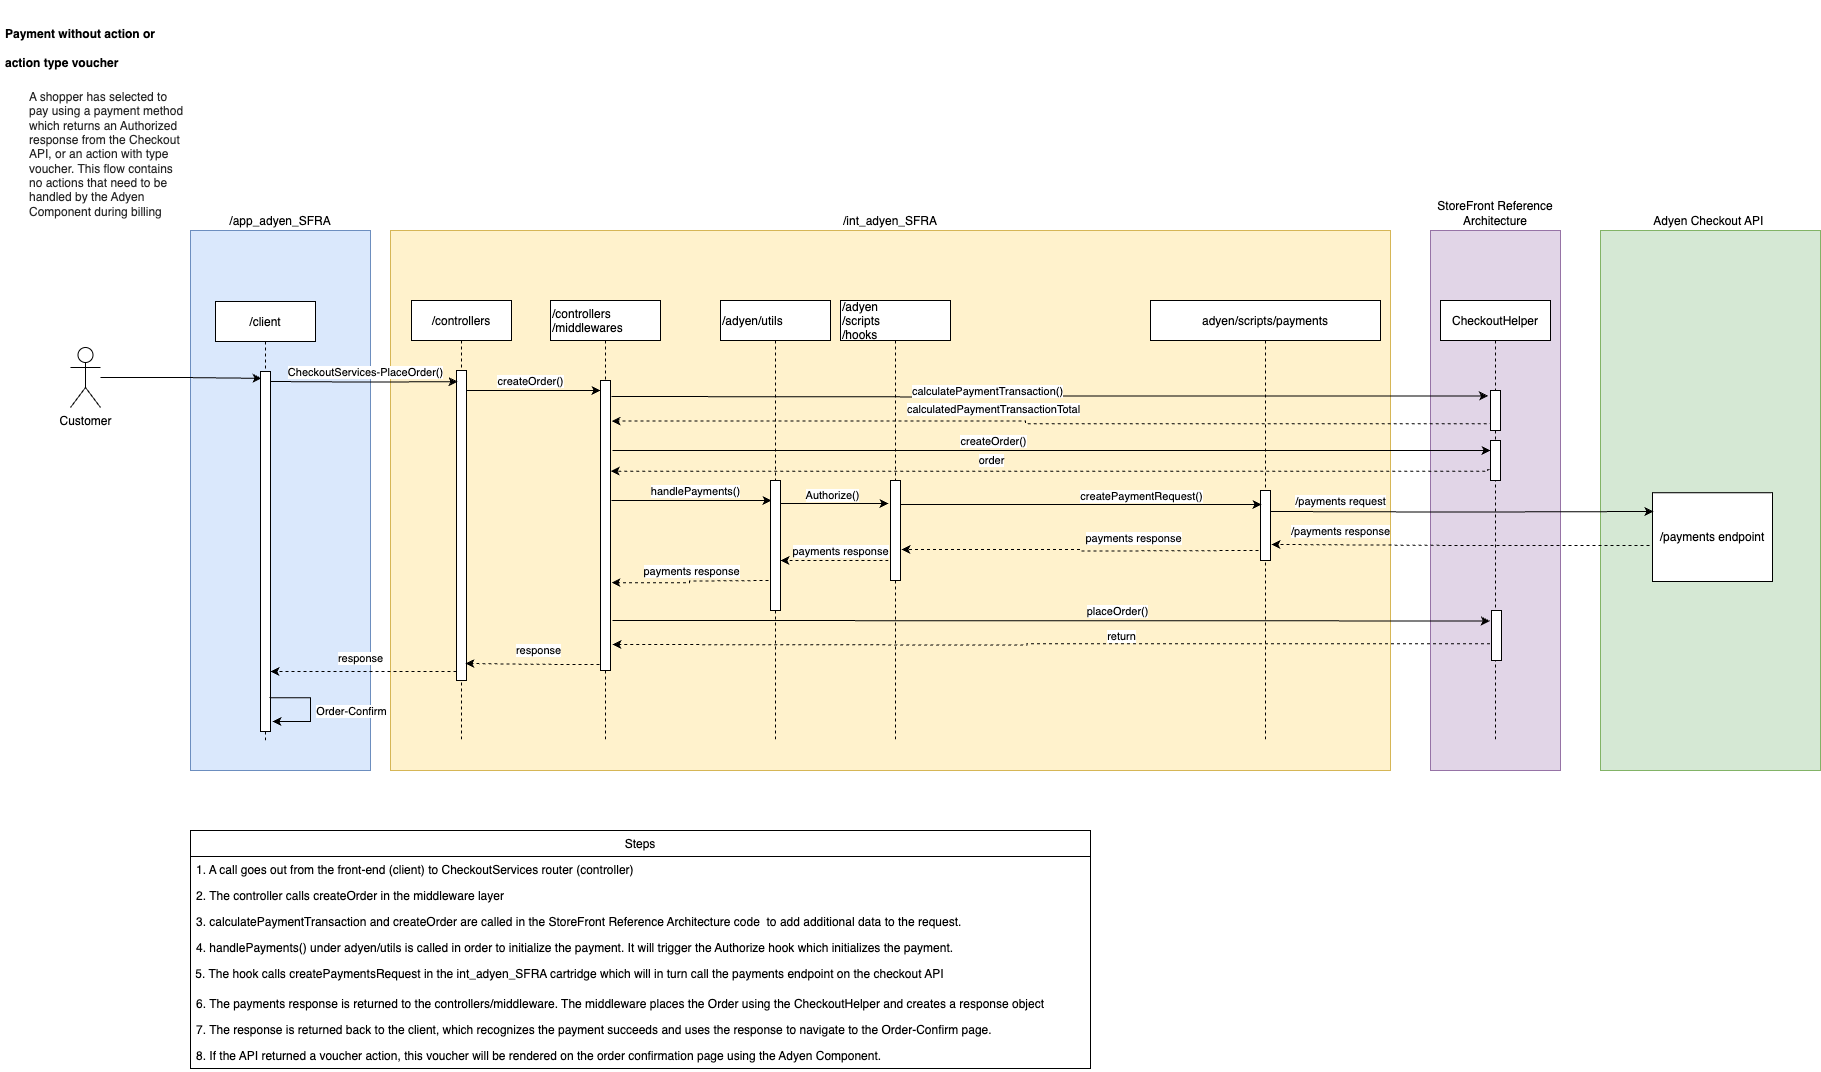 Payment without action or
action type voucher
A shopper has selected to
pay using a payment method
which returns an Authorized
response from the Checkout
API, or an action with type
voucher. This flow contains
no actions that need to be
handled by the Adyen
Component during billing
/app_adyen_SFRA
/int_adyen_SFRA
StoreFront Reference
Architecture
Adyen Checkout API
/client
/controllers
/controllers
/middlewares
/adyen/utils
/adyen
/scripts
/hooks
adyen/scripts/payments
CheckoutHelper
Customer
CheckoutServices-PlaceOrder()
createOrder()
calculatePaymentTransaction()
calculatedPaymentTransactionTotal
createOrder()
order
handlePayments()
Authorize()
createPaymentRequest()
/payments request
/payments endpoint
/payments response
payments response
payments response
payments response
placeOrder()
return
response
response
Order-Confirm
Steps
1. A call goes out from the front-end (client) to CheckoutServices router (controller)
2. The controller calls createOrder in the middleware layer
3. calculatePaymentTransaction and createOrder are called in the StoreFront Reference Architecture code  to add additional data to the request.
4. handlePayments() under adyen/utils is called in order to initialize the payment. It will trigger the Authorize hook which initializes the payment.
5. The hook calls createPaymentsRequest in the int_adyen_SFRA cartridge which will in turn call the payments endpoint on the checkout API
6. The payments response is returned to the controllers/middleware. The middleware places the Order using the CheckoutHelper and creates a response object
7. The response is returned back to the client, which recognizes the payment succeeds and uses the response to navigate to the Order-Confirm page.
8. If the API returned a voucher action, this voucher will be rendered on the order confirmation page using the Adyen Component.